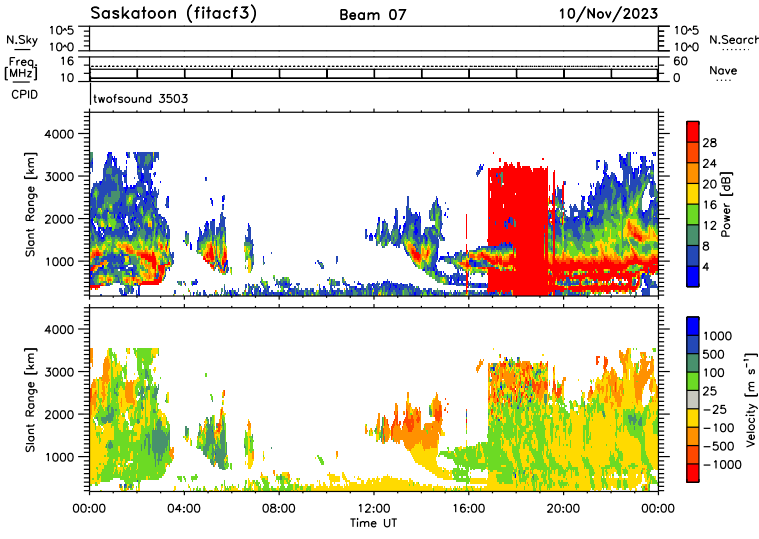 Saskatoon (fitacf3) Beam 07 10/Nov/2023
N.Sky 10^5 10^0 10^5 10^0 N.Search
Freq. [MHz] 16 10 60 0 Nave
CPID twofsound 3503
Slant Range [km] 4000 3000 2000 1000
28 24 20 16 12 8 4 Power [dB]
Slant Range [km] 4000 3000 2000 1000
1000 500 100 25 -25 -100 -500 -1000 Velocity [m s⁻¹]
00:00 04:00 08:00 12:00 16:00 20:00 00:00
Time UT